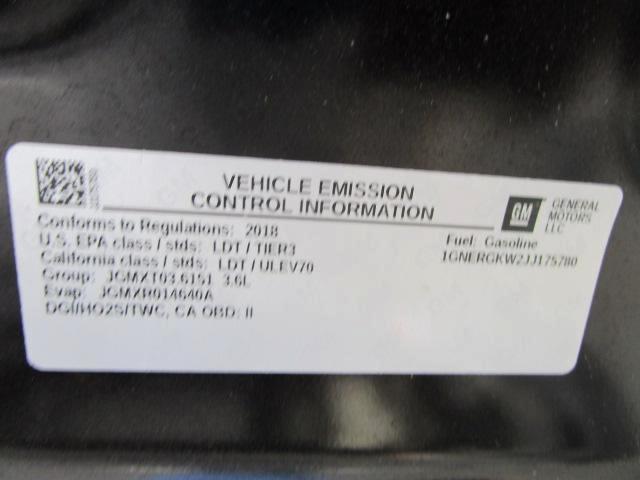 VEHICLE EMISSION
CONTROL INFORMATION
GM
GENERAL
MOTORS
LLC
Conforms to Regulations: 2018
U.S. EPA class / stds: LDT / TIER3
California class / stds: LDT / ULEV70
Group: JGMXT03.6151 3.6L
Evap: JGMXR014640A
DGI/HO2S/TWC, CA OBD: II
Fuel: Gasoline
1GNERGKW2JJ175780